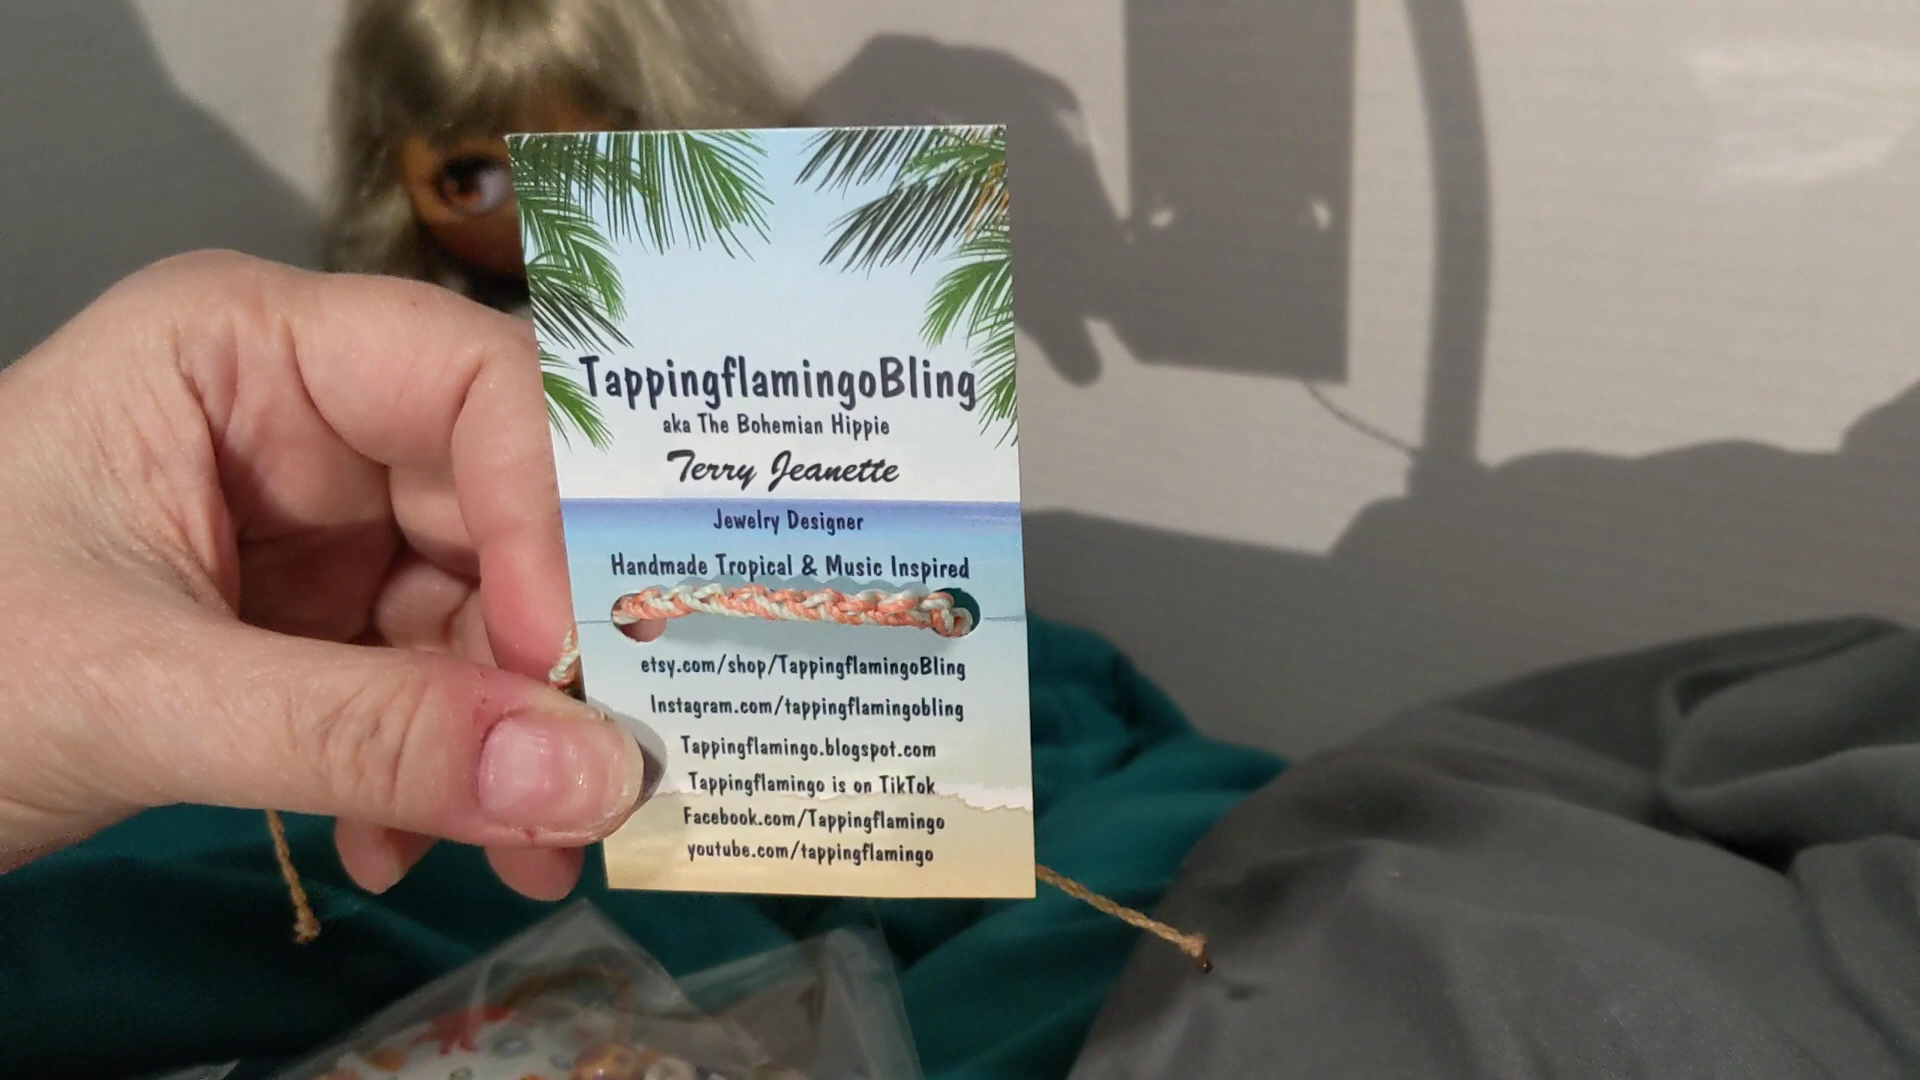 TappingflamingoBling
aka The Bohemian Hippie
Terry Jeanette
Jewelry Designer
Handmade Tropical & Music Inspired
etsy.com/shop/TappingflamingoBling
Instagram.com/tappingflamingobling
Tappingflamingo.blogspot.com
Tappingflamingo is on TikTok
Facebook.com/Tappingflamingo
youtube.com/tappingflamingo